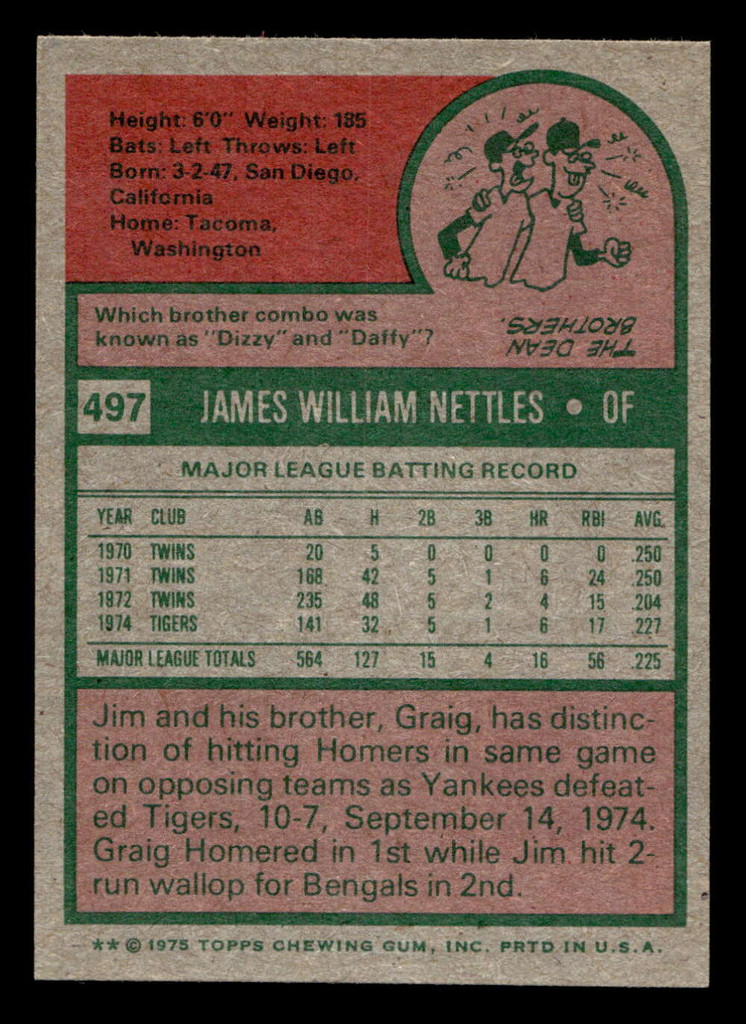 Height: 6'0" Weight: 185
Bats: Left Throws: Left
Born: 3-2-47, San Diego,
California
Home: Tacoma,
Washington
Which brother combo was
known as "Dizzy" and "Daffy"?
THE DEAN
BROTHERS.
497 JAMES WILLIAM NETTLES • OF
MAJOR LEAGUE BATTING RECORD
YEAR CLUB AB H 2B 3B HR RBI AVG.
1970 TWINS 20 5 0 0 0 0 .250
1971 TWINS 168 42 5 1 6 24 .250
1972 TWINS 235 48 5 2 4 15 .204
1974 TIGERS 141 32 5 1 6 17 .227
MAJOR LEAGUE TOTALS 564 127 15 4 16 56 .225
Jim and his brother, Graig, has distinc-
tion of hitting Homers in same game
on opposing teams as Yankees defeat-
ed Tigers, 10-7, September 14, 1974.
Graig Homered in 1st while Jim hit 2-
run wallop for Bengals in 2nd.
** © 1975 TOPPS CHEWING GUM, INC. PRTD IN U.S.A.